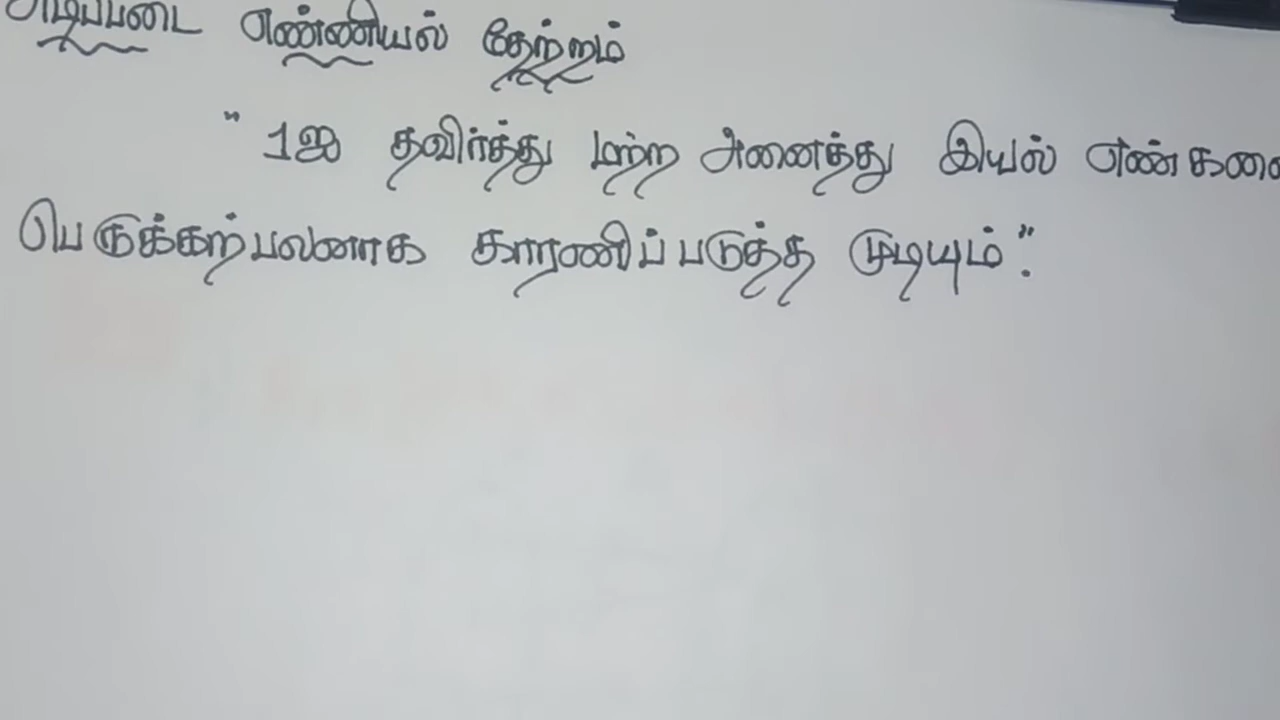 அடிப்படை எண்ணியல் தேற்றம்
" 1ஐ தவிர்த்து மற்ற அனைத்து இயல் எண்களை
பெருக்கற்பலனாக காரணிப்படுத்த முடியும்".